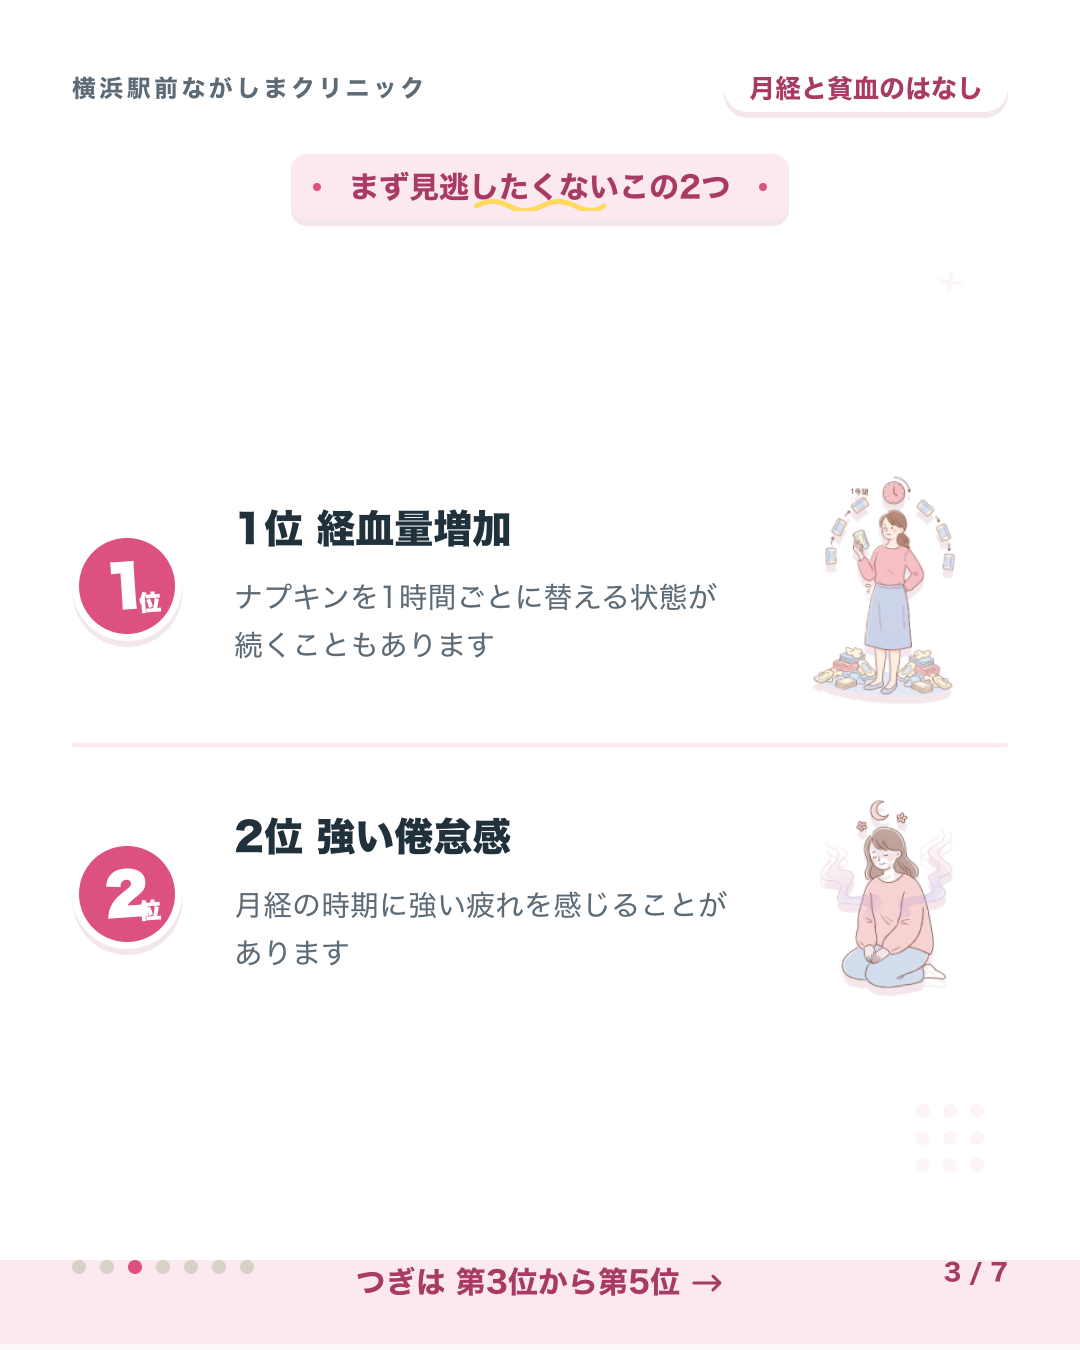 横浜駅前ながしまクリニック
月経と貧血のはなし
まず見逃したくないこの2つ
1時間
1位
1位 経血量増加
ナプキンを1時間ごとに替える状態が
続くこともあります
2位
2位 強い倦怠感
月経の時期に強い疲れを感じることが
あります
つぎは 第3位から第5位 →
3 / 7